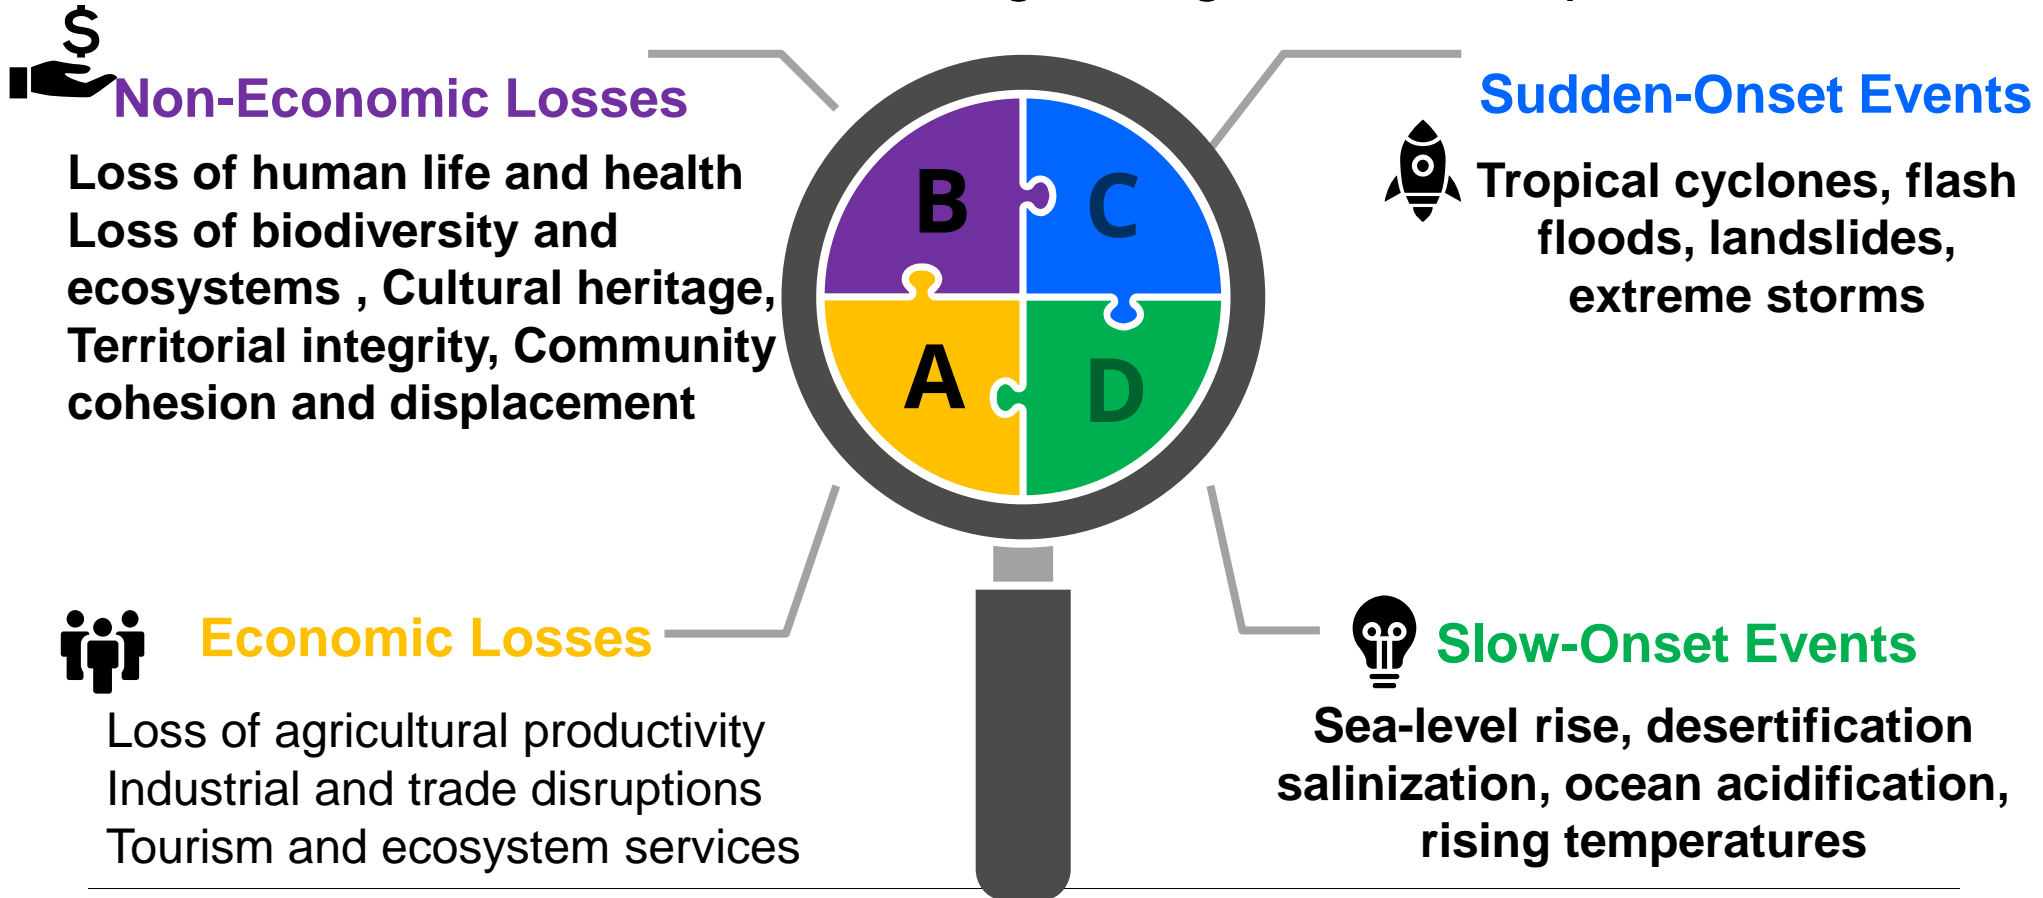 Non-Economic Losses
Loss of human life and health
Loss of biodiversity and
ecosystems , Cultural heritage,
Territorial integrity, Community
cohesion and displacement
Sudden-Onset Events
Tropical cyclones, flash
floods, landslides,
extreme storms
B
C
A
D
Economic Losses
Loss of agricultural productivity
Industrial and trade disruptions
Tourism and ecosystem services
Slow-Onset Events
Sea-level rise, desertification
salinization, ocean acidification,
rising temperatures
$